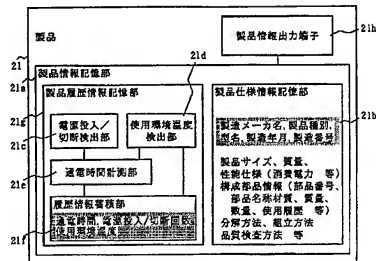 製品
21h
製品情報出力端子
21
21d
製品情報記憶部
21a
製品履歴情報記憶部
製品仕様情報記憶部
21g
電源投入/
切断検出部
使用環境温度
検出部
製造メーカ名,製品種別,
型名,製造年月,製造番号
21b
21c
通電時間計測部
21e
製品サイズ、質量、
性能仕様(消費電力 等)
構成部品情報(部品番号、
部品名称材質、質量、
数量、使用履歴 等)
分解方法、組立方法
品質検査方法 等
履歴情報蓄積部
通電時間,電源投入/切断回数
使用環境温度
21f